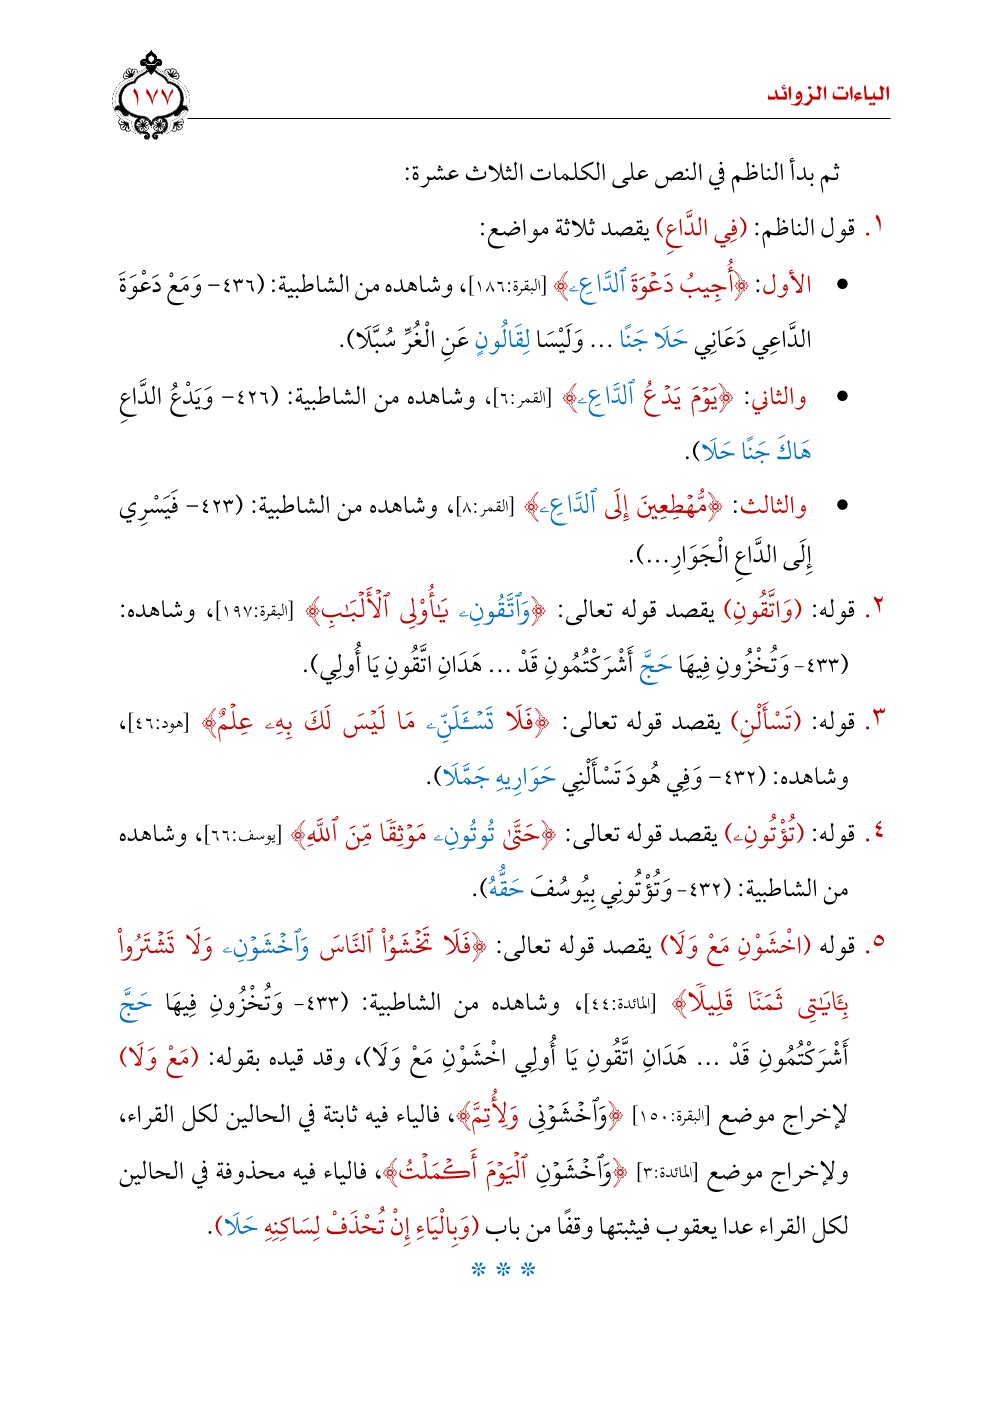 الياءات الزوائد
١٧٧
ثم بدأ الناظم في النص على الكلمات الثلاث عشرة:
١. قول الناظم: (فِي الدَّاعِ) يقصد ثلاثة مواضع:
● الأول: ﴿أُجِيبُ دَعۡوَةَ ٱلدَّاعِۦ﴾ [البقرة:١٨٦]، وشاهده من الشاطبية: (٤٣٦- وَمَعْ دَعْوَةَ
الدَّاعِي دَعَانِي حَلَا جَنًا ... وَلَيْسَا لِقَالُونٍ عَنِ الْغُرِّ سُبَّلَا).
● والثاني: ﴿يَوۡمَ يَدۡعُ ٱلدَّاعِۦ﴾ [القمر:٦]، وشاهده من الشاطبية: (٤٢٦- وَيَدْعُ الدَّاعِ
هَاكَ جَنًا حَلَا).
● والثالث: ﴿مُّهۡطِعِينَ إِلَى ٱلدَّاعِۦ﴾ [القمر:٨]، وشاهده من الشاطبية: (٤٢٣- فَيَسْرِي
إِلَى الدَّاعِ الْجَوَارِ...).
٢. قوله: (وَاتَّقُونِ) يقصد قوله تعالى: ﴿وَٱتَّقُونِۦ يَٰٓأُوْلِي ٱلۡأَلۡبَٰبِ﴾ [البقرة:١٩٧]، وشاهده:
(٤٣٣- وَتُخْزُونِ فِيهَا حَجَّ أَشْرَكْتُمُونِ قَدْ ... هَدَانِ اتَّقُونِ يَا أُولِي).
٣. قوله: (تَسْأَلْنِ) يقصد قوله تعالى: ﴿فَلَا تَسۡـَٔلَنِّۦ مَا لَيۡسَ لَكَ بِهِۦ عِلۡمٌ﴾ [هود:٤٦]،
وشاهده: (٤٣٢- وَفِي هُودَ تَسْأَلْنِي حَوَارِيهِ جَمَّلَا).
٤. قوله: (تُؤْتُونِۦ) يقصد قوله تعالى: ﴿حَتَّىٰ تُوتُونِۦ مَوۡثِقٗا مِّنَ ٱللَّهِ﴾ [يوسف:٦٦]، وشاهده
من الشاطبية: (٤٣٢- وَتُؤْتُونِي بِيُوسُفَ حَقُّهُ).
٥. قوله (اخْشَوْنِ مَعْ وَلَا) يقصد قوله تعالى: ﴿فَلَا تَخۡشَوُاْ ٱلنَّاسَ وَٱخۡشَوۡنِۦ وَلَا تَشۡتَرُواْ
بِـَٔايَٰتِي ثَمَنٗا قَلِيلٗا﴾ [المائدة:٤٤]، وشاهده من الشاطبية: (٤٣٣- وَتُخْزُونِ فِيهَا حَجَّ
أَشْرَكْتُمُونِ قَدْ ... هَدَانِ اتَّقُونِ يَا أُولِي اخْشَوْنِ مَعْ وَلَا)، وقد قيده بقوله: (مَعْ وَلَا)
لإخراج موضع [البقرة:١٥٠] ﴿وَٱخۡشَوۡنِي وَلِأُتِمَّ﴾، فالياء فيه ثابتة في الحالين لكل القراء،
ولإخراج موضع [المائدة:٣] ﴿وَٱخۡشَوۡنِ ٱلۡيَوۡمَ أَكۡمَلۡتُ﴾، فالياء فيه محذوفة في الحالين
لكل القراء عدا يعقوب فيثبتها وقفًا من باب (وَبِالْيَاءِ إِنْ تُحْذَفْ لِسَاكِنِهِ حَلَا).
* * *